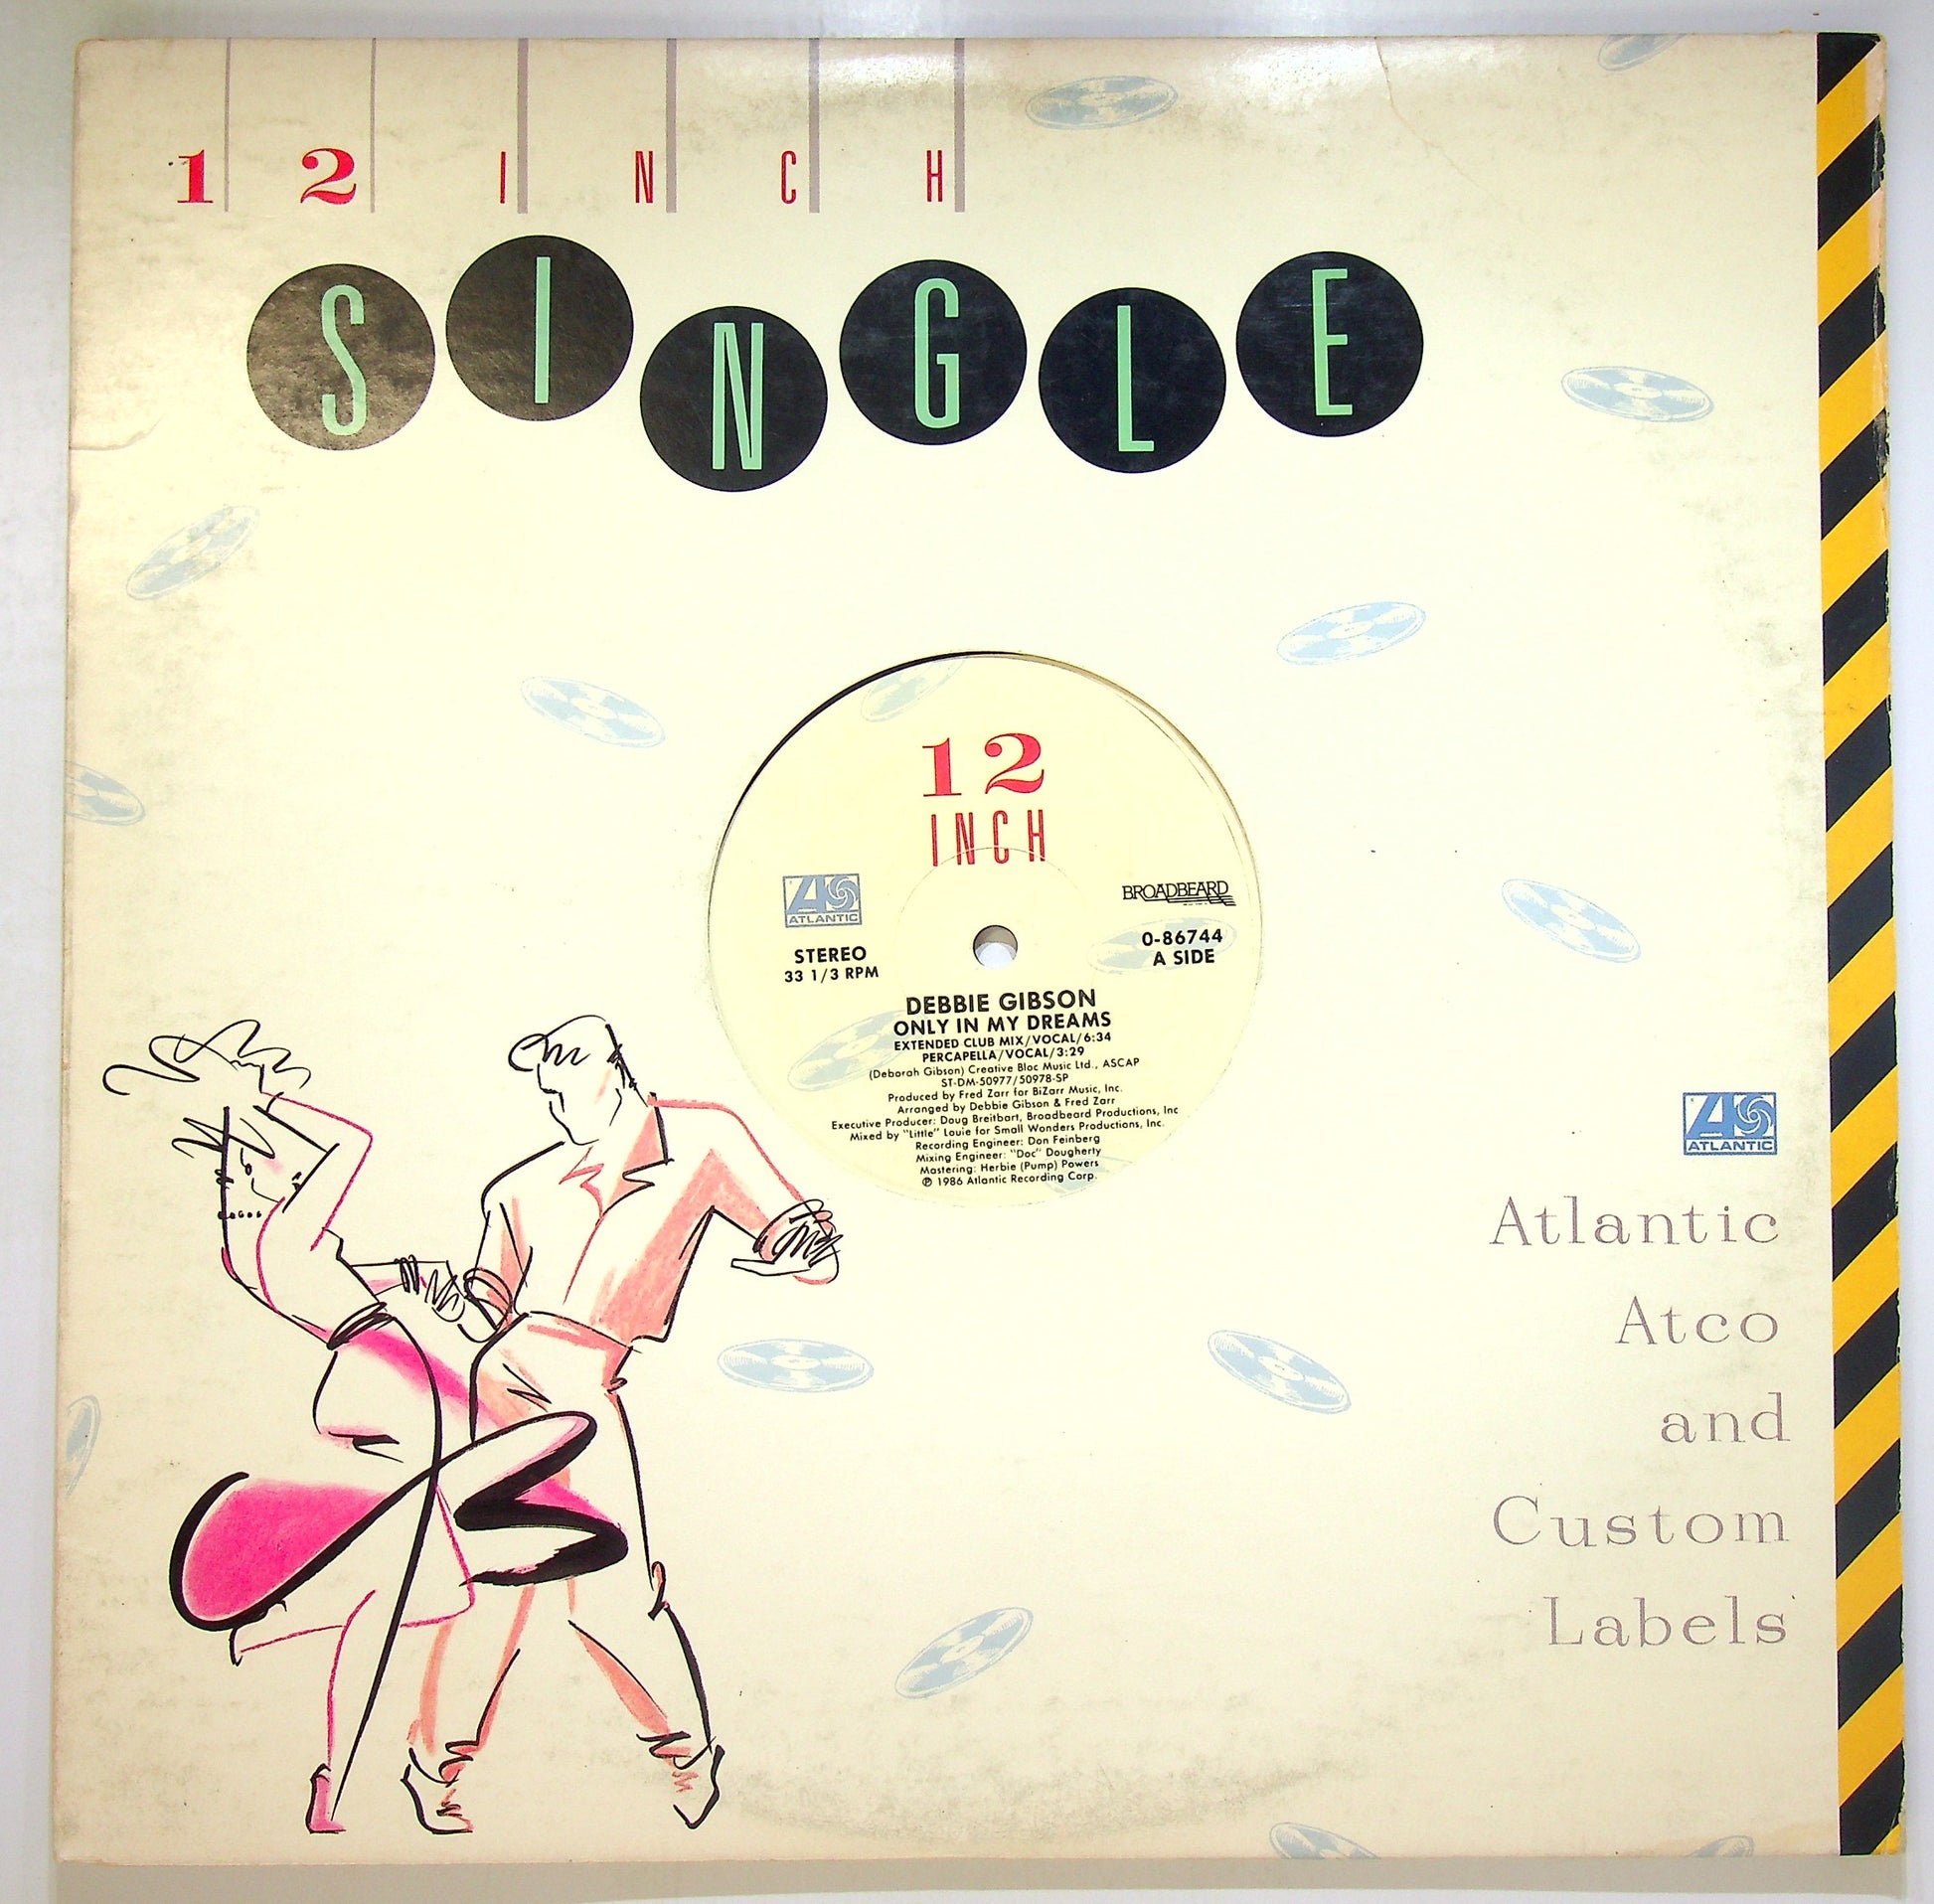 12 INCH
SINGLE
12
INCH
ATLANTIC
BROADBEARD
STEREO
33 1/3 RPM
0-86744
A SIDE
DEBBIE GIBSON
ONLY IN MY DREAMS
EXTENDED CLUB MIX/VOCAL/6:34
PERCAPELLA/VOCAL/3:29
(Deborah Gibson) Creative Bloc Music Ltd., ASCAP
ST-DM-50977/50978-SP
Produced by Fred Zarr for BiZarr Music, Inc.
Arranged by Debbie Gibson & Fred Zarr
Executive Producer: Doug Breitbart, Broadbeard Productions, Inc
Mixed by "Little" Louie for Small Wonders Productions, Inc.
Recording Engineer: Don Feinberg
Mixing Engineer: "Doc" Dougherty
Mastering: Herbie (Pump) Powers
℗ 1986 Atlantic Recording Corp.
ATLANTIC
Atlantic
Atco
and
Custom
Labels